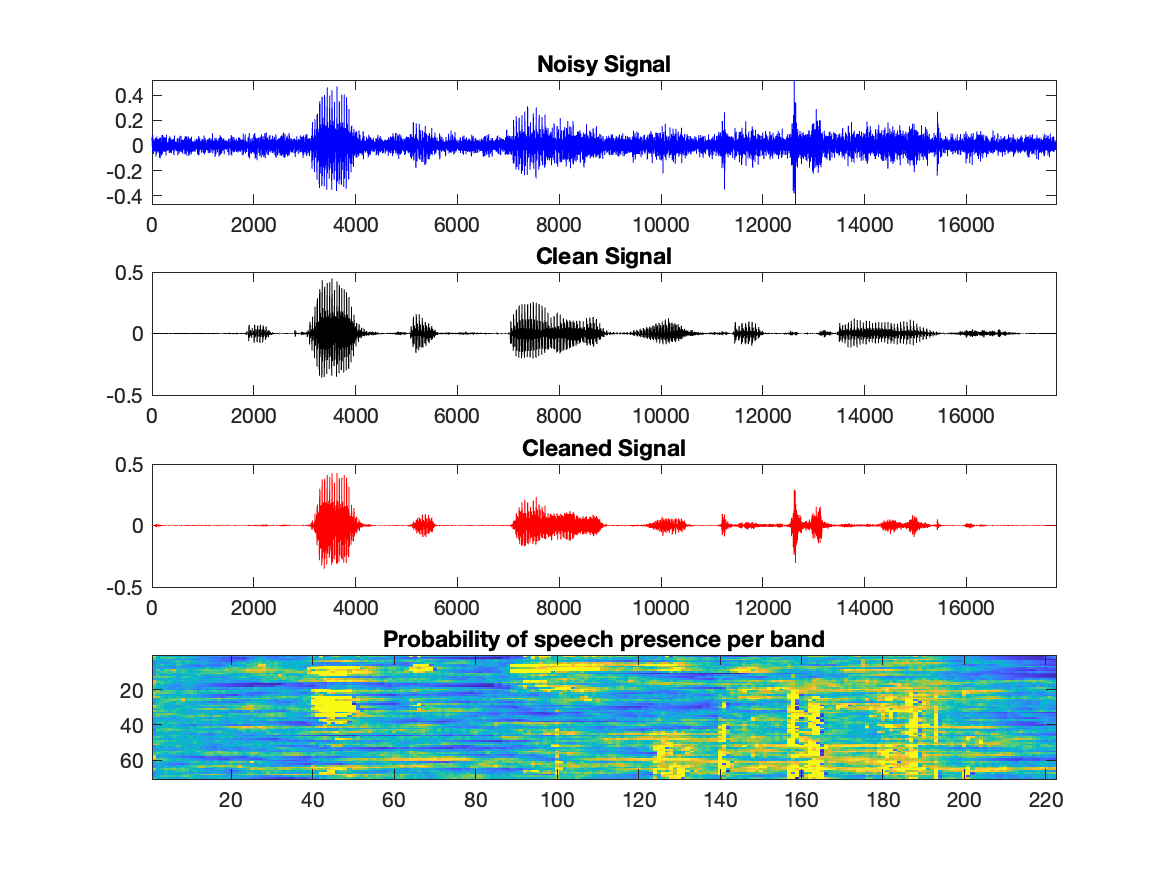 Noisy Signal
0.4
0.2
0
-0.2
-0.4
0 2000 4000 6000 8000 10000 12000 14000 16000
Clean Signal
0.5
0
-0.5
0 2000 4000 6000 8000 10000 12000 14000 16000
Cleaned Signal
0.5
0
-0.5
0 2000 4000 6000 8000 10000 12000 14000 16000
Probability of speech presence per band
20
40
60
20 40 60 80 100 120 140 160 180 200 220